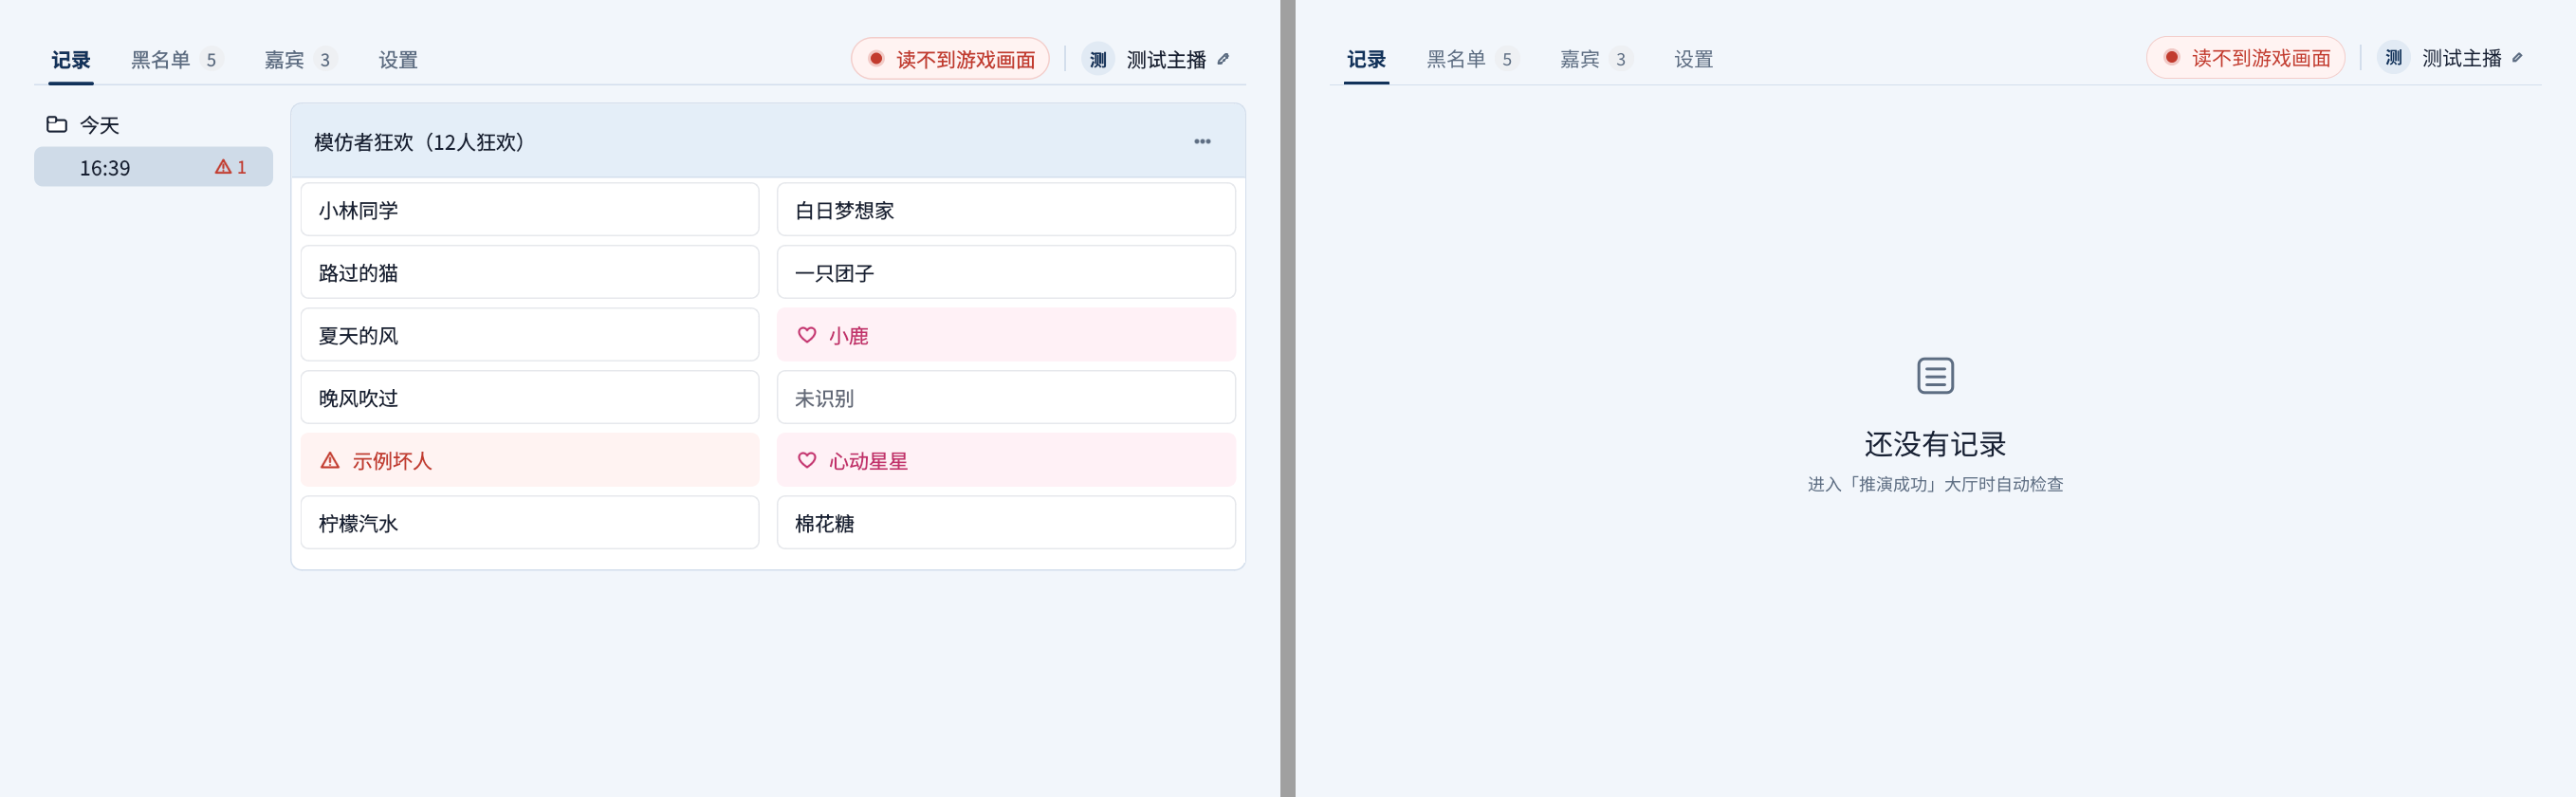 记录 黑名单 5 嘉宾 3 设置 读不到游戏画面 测 测试主播
今天
16:39 1
模仿者狂欢（12人狂欢）
小林同学 白日梦想家
路过的猫 一只团子
夏天的风 小鹿
晚风吹过 未识别
示例坏人 心动星星
柠檬汽水 棉花糖
记录 黑名单 5 嘉宾 3 设置 读不到游戏画面 测 测试主播
还没有记录
进入「推演成功」大厅时自动检查